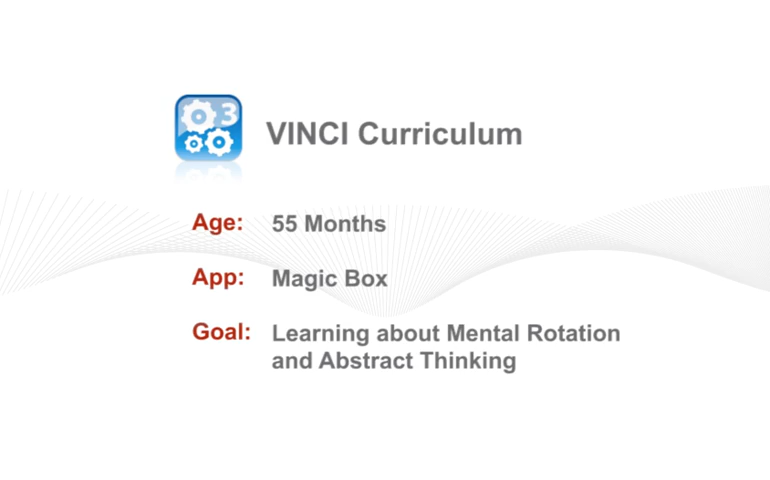 3
VINCI Curriculum
Age: 55 Months
App: Magic Box
Goal: Learning about Mental Rotation
and Abstract Thinking